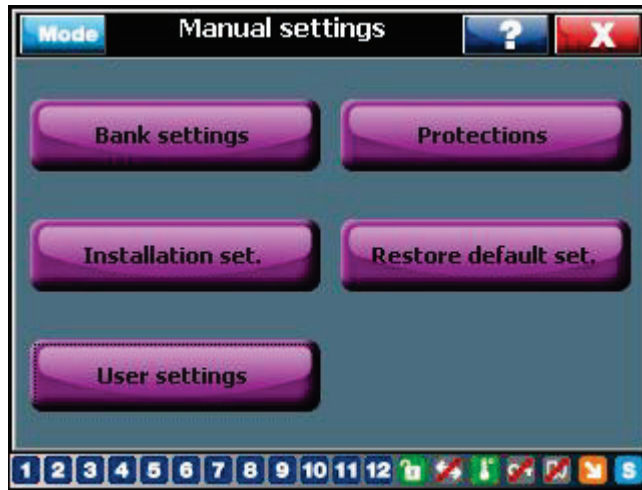 Mode Manual settings ? X
Bank settings Protections
Installation set. Restore default set.
User settings
1 2 3 4 5 6 7 8 9 10 11 12 S